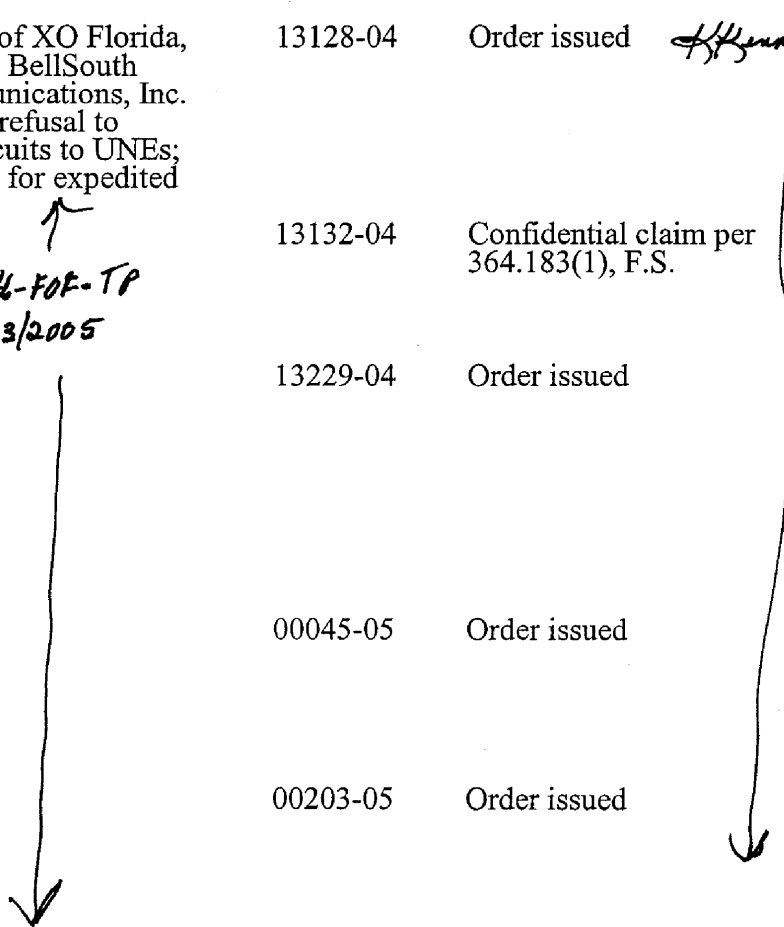 of XO Florida,
BellSouth
unications, Inc.
refusal to
cuits to UNEs;
for expedited
-FOF-TP
3/2005
13128-04 Order issued
13132-04 Confidential claim per
364.183(1), F.S.
13229-04 Order issued
00045-05 Order issued
00203-05 Order issued